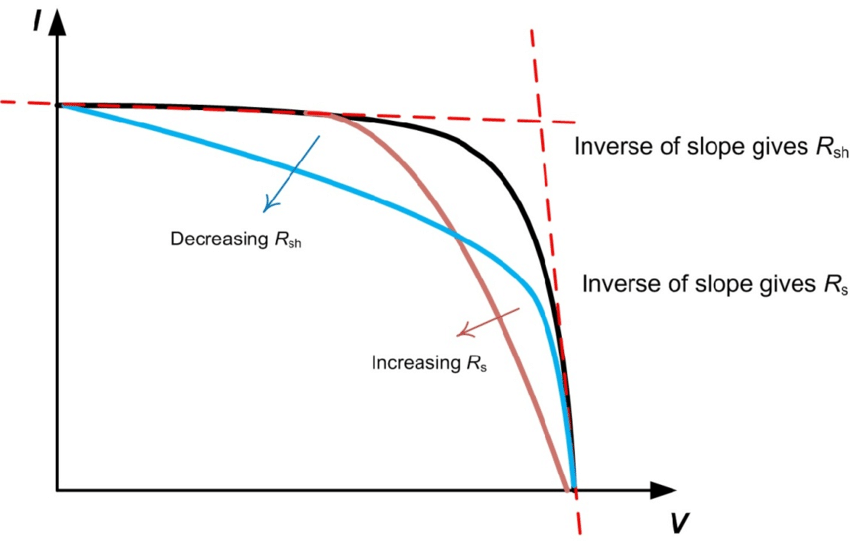 I
Inverse of slope gives Rsh
Decreasing Rsh
Inverse of slope gives Rs
Increasing Rs
V